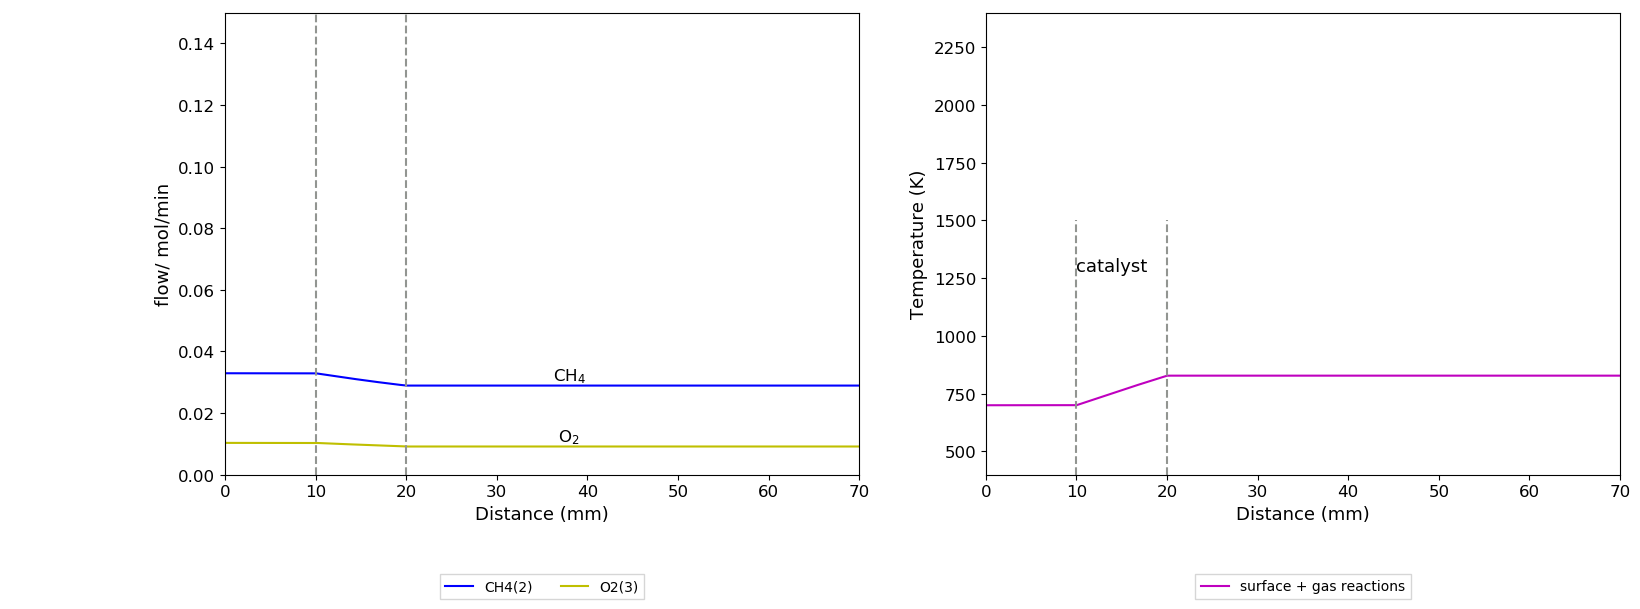 flow/ mol/min
0.14
0.12
0.10
0.08
0.06
0.04
0.02
0.00
CH₄
O₂
0 10 20 30 40 50 60 70
Distance (mm)
CH4(2) O2(3)
Temperature (K)
2250
2000
1750
1500
1250
1000
750
500
catalyst
0 10 20 30 40 50 60 70
Distance (mm)
surface + gas reactions